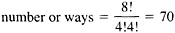 number or ways = 8!/4!4! = 70